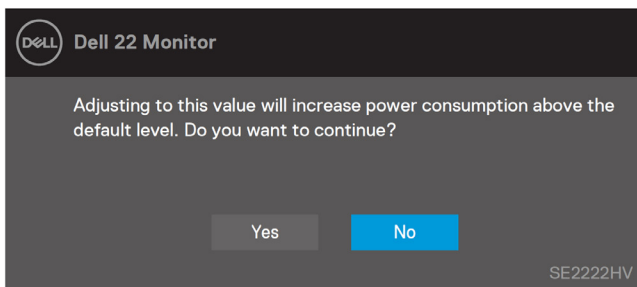 DELL Dell 22 Monitor
Adjusting to this value will increase power consumption above the
default level. Do you want to continue?
Yes No
SE2222HV